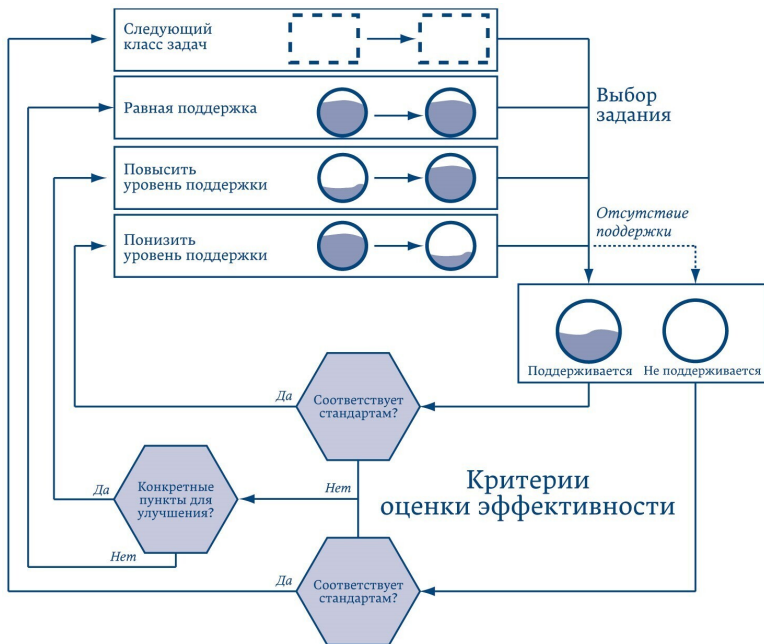 Следующий
класс задач
Равная поддержка
Повысить
уровень поддержки
Понизить
уровень поддержки
Выбор
задания
Отсутствие
поддержки
Поддерживается
Не поддерживается
Да
Соответствует
стандартам?
Нет
Да
Конкретные
пункты для
улучшения?
Нет
Критерии
оценки эффективности
Да
Соответствует
стандартам?